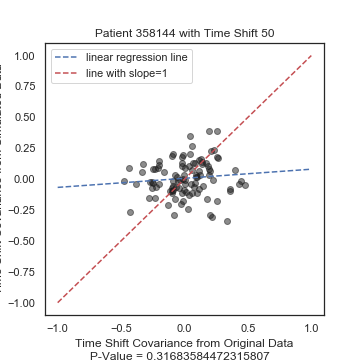 Patient 358144 with Time Shift 50
linear regression line
line with slope=1
1.00
0.75
0.50
0.25
0.00
−0.25
−0.50
−0.75
−1.00
−1.0
−0.5
0.0
0.5
1.0
Time Shift Covariance from Original Data
P-Value = 0.31683584472315807